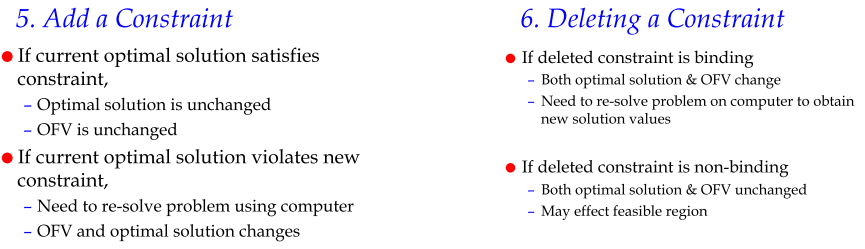 5. Add a Constraint
● If current optimal solution satisfies
constraint,
– Optimal solution is unchanged
– OFV is unchanged
● If current optimal solution violates new
constraint,
– Need to re-solve problem using computer
– OFV and optimal solution changes
6. Deleting a Constraint
● If deleted constraint is binding
– Both optimal solution & OFV change
– Need to re-solve problem on computer to obtain
new solution values
● If deleted constraint is non-binding
– Both optimal solution & OFV unchanged
– May effect feasible region